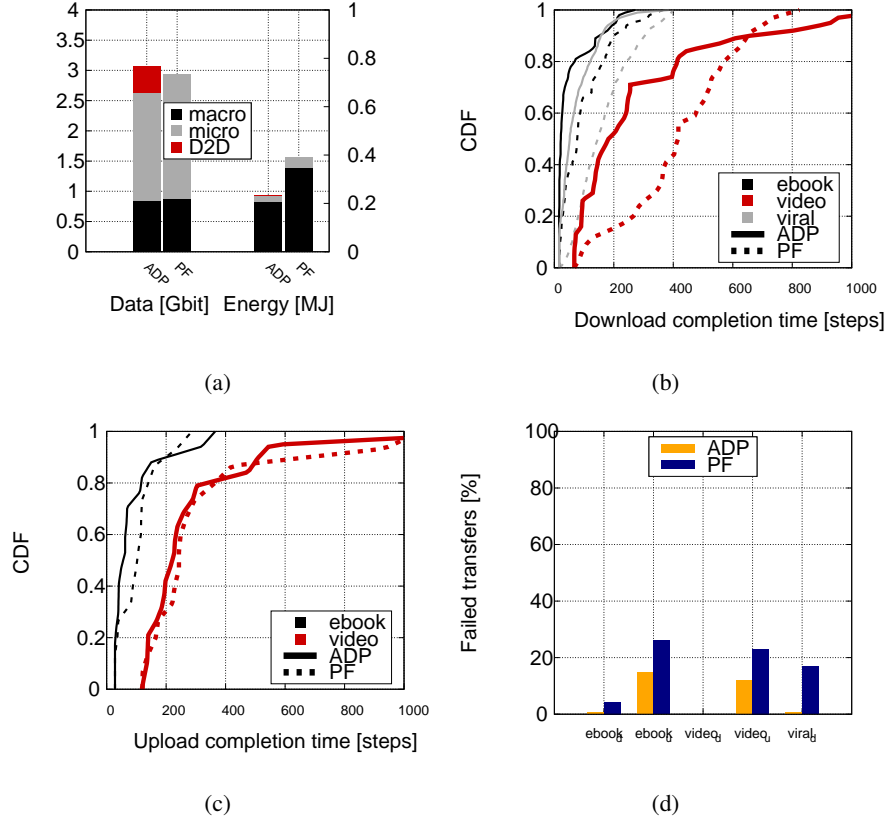 4
3.5
3
2.5
2
1.5
1
0.5
0
1
0.8
0.6
0.4
0.2
0
macro
micro
D2D
ADP
PF
ADP
PF
Data [Gbit]
Energy [MJ]
(a)
CDF
1
0.8
0.6
0.4
0.2
0
ebook
video
viral
ADP
PF
0
200
400
600
800
1000
Download completion time [steps]
(b)
CDF
1
0.8
0.6
0.4
0.2
0
ebook
video
ADP
PF
0
200
400
600
800
1000
Upload completion time [steps]
(c)
Failed transfers [%]
100
80
60
40
20
0
ADP
PF
ebook_d
ebook_u
video_d
video_u
viral_d
(d)